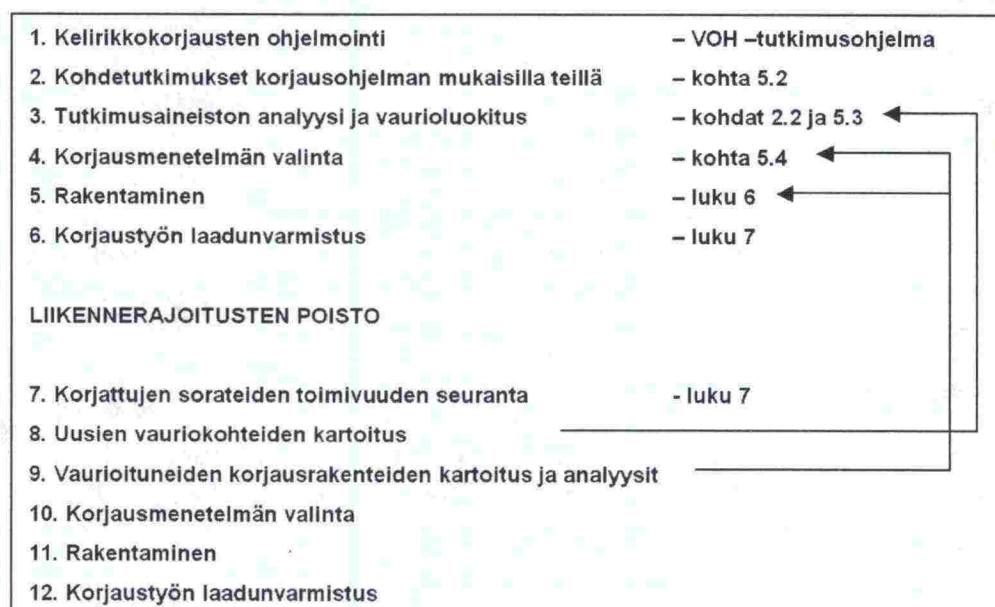 1. Kelirikkokorjausten ohjelmointi – VOH –tutkimusohjelma
2. Kohdetutkimukset korjausohjelman mukaisilla teillä – kohta 5.2
3. Tutkimusaineiston analyysi ja vaurioluokitus – kohdat 2.2 ja 5.3
4. Korjausmenetelmän valinta – kohta 5.4
5. Rakentaminen – luku 6
6. Korjaustyön laadunvarmistus – luku 7
LIIKENNERAJOITUSTEN POISTO
7. Korjattujen sorateiden toimivuuden seuranta - luku 7
8. Uusien vauriokohteiden kartoitus
9. Vaurioituneiden korjausrakenteiden kartoitus ja analyysit
10. Korjausmenetelmän valinta
11. Rakentaminen
12. Korjaustyön laadunvarmistus